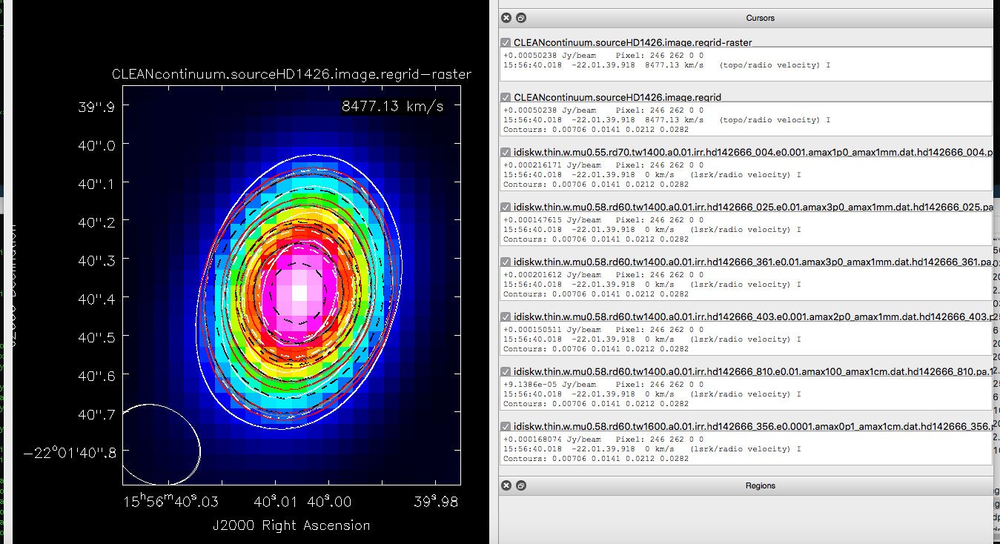 CLEANcontinuum.sourceHD1426.image.regrid-raster
8477.13 km/s
39".9
40".0
40".1
40".2
40".3
40".4
40".5
40".6
40".7
-22°01'40".8
15h56m40s.03
40s.01
40s.00
39s.98
J2000 Right Ascension
J2000 Declination
Cursors
CLEANcontinuum.sourceHD1426.image.regrid-raster
+0.00050238 Jy/beam Pixel: 246 262 0 0
15:56:40.018 -22.01.39.918 8477.13 km/s (topo/radio velocity) I
CLEANcontinuum.sourceHD1426.image.regrid
+0.00050238 Jy/beam Pixel: 246 262 0 0
15:56:40.018 -22.01.39.918 8477.13 km/s (topo/radio velocity) I
Contours: 0.00706 0.0141 0.0212 0.0282
idiskw.thin.w.mu0.55.rd70.tw1400.a0.01.irr.hd142666_004.e0.001.amax1p0_amax1mm.dat.hd142666_004.p
+0.000216171 Jy/beam Pixel: 246 262 0 0
15:56:40.018 -22.01.39.918 0 km/s (lsrk/radio velocity) I
Contours: 0.00706 0.0141 0.0212 0.0282
idiskw.thin.w.mu0.58.rd60.tw1400.a0.01.irr.hd142666_025.e0.01.amax3p0_amax1mm.dat.hd142666_025.pa
+0.000147615 Jy/beam Pixel: 246 262 0 0
15:56:40.018 -22.01.39.918 0 km/s (lsrk/radio velocity) I
Contours: 0.00706 0.0141 0.0212 0.0282
idiskw.thin.w.mu0.58.rd60.tw1400.a0.01.irr.hd142666_361.e0.01.amax3p0_amax1mm.dat.hd142666_361.pa
+0.000201612 Jy/beam Pixel: 246 262 0 0
15:56:40.018 -22.01.39.918 0 km/s (lsrk/radio velocity) I
Contours: 0.00706 0.0141 0.0212 0.0282
idiskw.thin.w.mu0.58.rd60.tw1400.a0.01.irr.hd142666_403.e0.001.amax2p0_amax1mm.dat.hd142666_403.p
+0.000150511 Jy/beam Pixel: 246 262 0 0
15:56:40.018 -22.01.39.918 0 km/s (lsrk/radio velocity) I
Contours: 0.00706 0.0141 0.0212 0.0282
idiskw.thin.w.mu0.58.rd60.tw1400.a0.01.irr.hd142666_810.e0.01.amax100_amax1cm.dat.hd142666_810.pa.1
+9.1386e-05 Jy/beam Pixel: 246 262 0 0
15:56:40.018 -22.01.39.918 0 km/s (lsrk/radio velocity) I
Contours: 0.00706 0.0141 0.0212 0.0282
idiskw.thin.w.mu0.58.rd60.tw1600.a0.01.irr.hd142666_356.e0.0001.amax0p1_amax1cm.dat.hd142666_356.
+0.000168074 Jy/beam Pixel: 246 262 0 0
15:56:40.018 -22.01.39.918 0 km/s (lsrk/radio velocity) I
Contours: 0.00706 0.0141 0.0212 0.0282
Regions